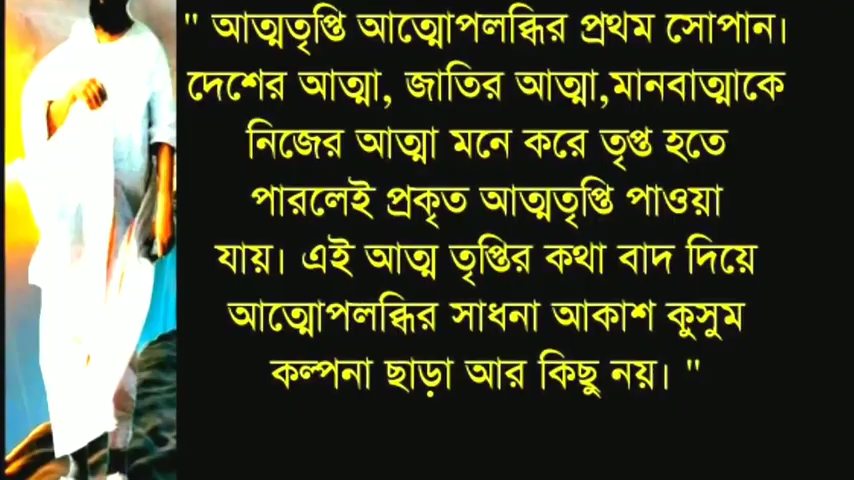 " আত্মতৃপ্তি আত্মোপলব্ধির প্রথম সোপান।
দেশের আত্মা, জাতির আত্মা,মানবাত্মাকে
নিজের আত্মা মনে করে তৃপ্ত হতে
পারলেই প্রকৃত আত্মতৃপ্তি পাওয়া
যায়। এই আত্ম তৃপ্তির কথা বাদ দিয়ে
আত্মোপলব্ধির সাধনা আকাশ কুসুম
কল্পনা ছাড়া আর কিছু নয়। "